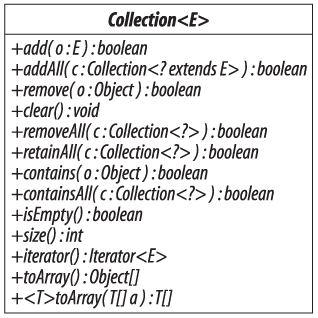 Collection<E>
+add( o : E ) : boolean
+addAll( c : Collection<? extends E> ) : boolean
+remove( o : Object ) : boolean
+clear() : void
+removeAll( c : Collection<?> ) : boolean
+retainAll( c : Collection<?> ) : boolean
+contains( o : Object ) : boolean
+containsAll( c : Collection<?> ) : boolean
+isEmpty() : boolean
+size() : int
+iterator() : Iterator<E>
+toArray() : Object[]
+<T>toArray( T[] a ) : T[]